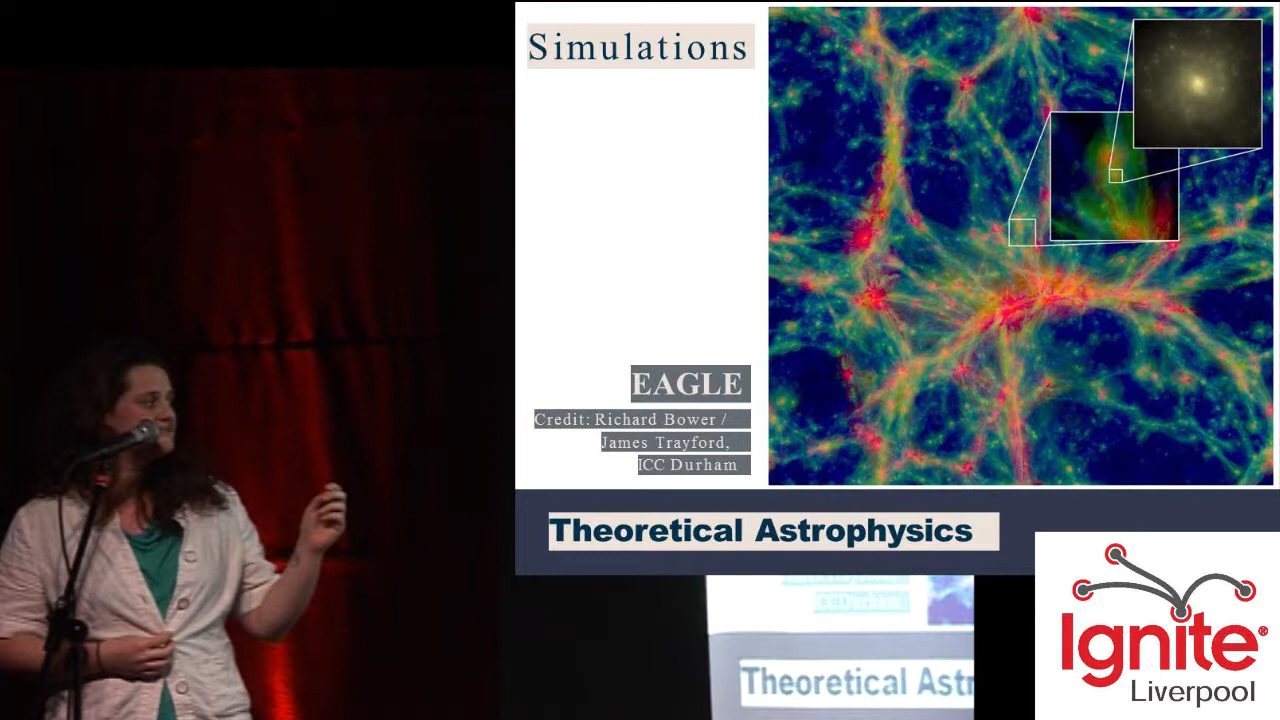 Simulations
EAGLE
Credit: Richard Bower /
James Trayford,
ICC Durham
Theoretical Astrophysics
Theoretical Astr
Ignite®
Liverpool